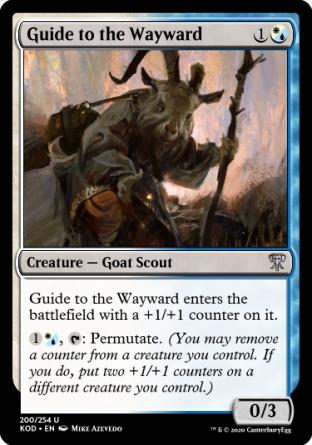 Guide to the Wayward 1
Creature — Goat Scout
Guide to the Wayward enters the
battlefield with a +1/+1 counter on it.
1 , : Permutate. (You may remove
a counter from a creature you control. If
you do, put two +1/+1 counters on a
different creature you control.)
0/3
200/254 U
KOD • EN Mike Azevedo
™ & © 2020 CanterburyEgg